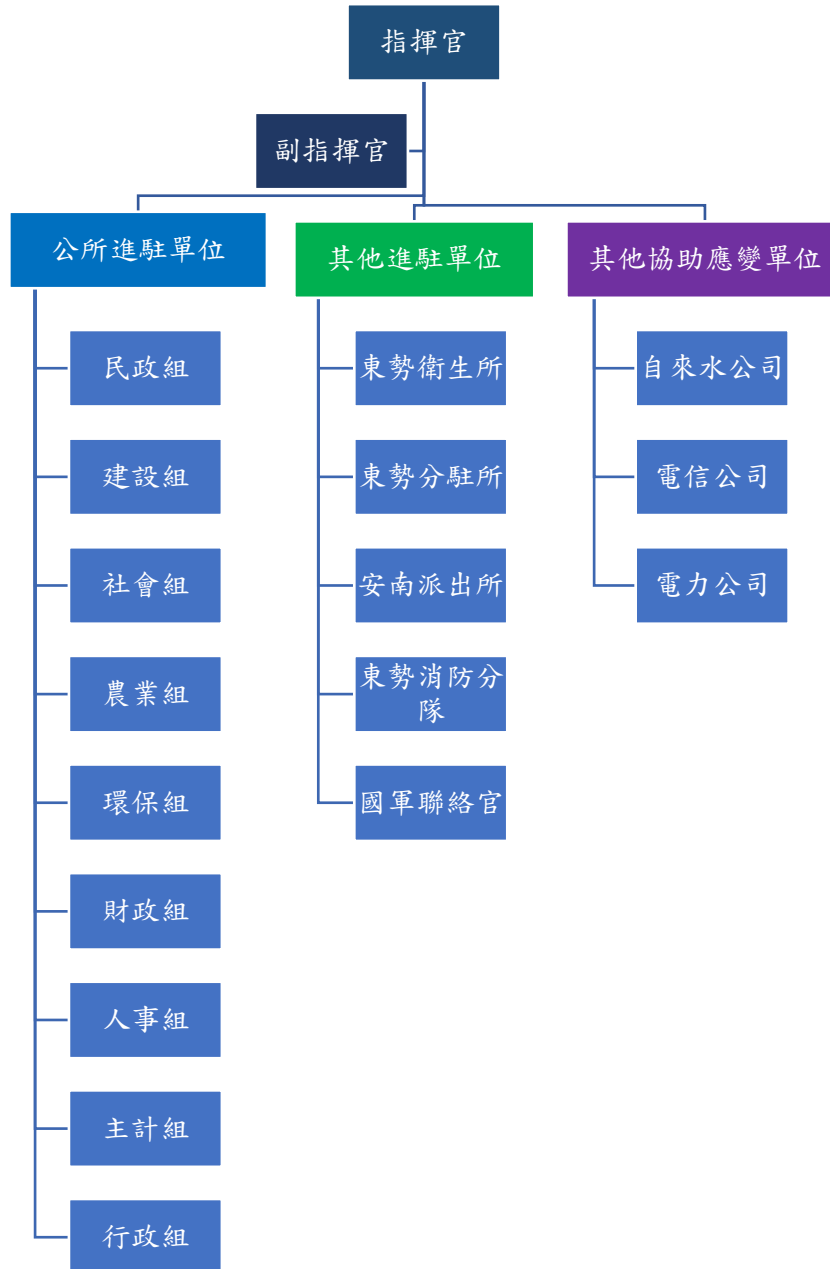 指揮官
副指揮官
公所進駐單位
民政組
建設組
社會組
農業組
環保組
財政組
人事組
主計組
行政組
其他進駐單位
東勢衛生所
東勢分駐所
安南派出所
東勢消防分
隊
國軍聯絡官
其他協助應變單位
自來水公司
電信公司
電力公司